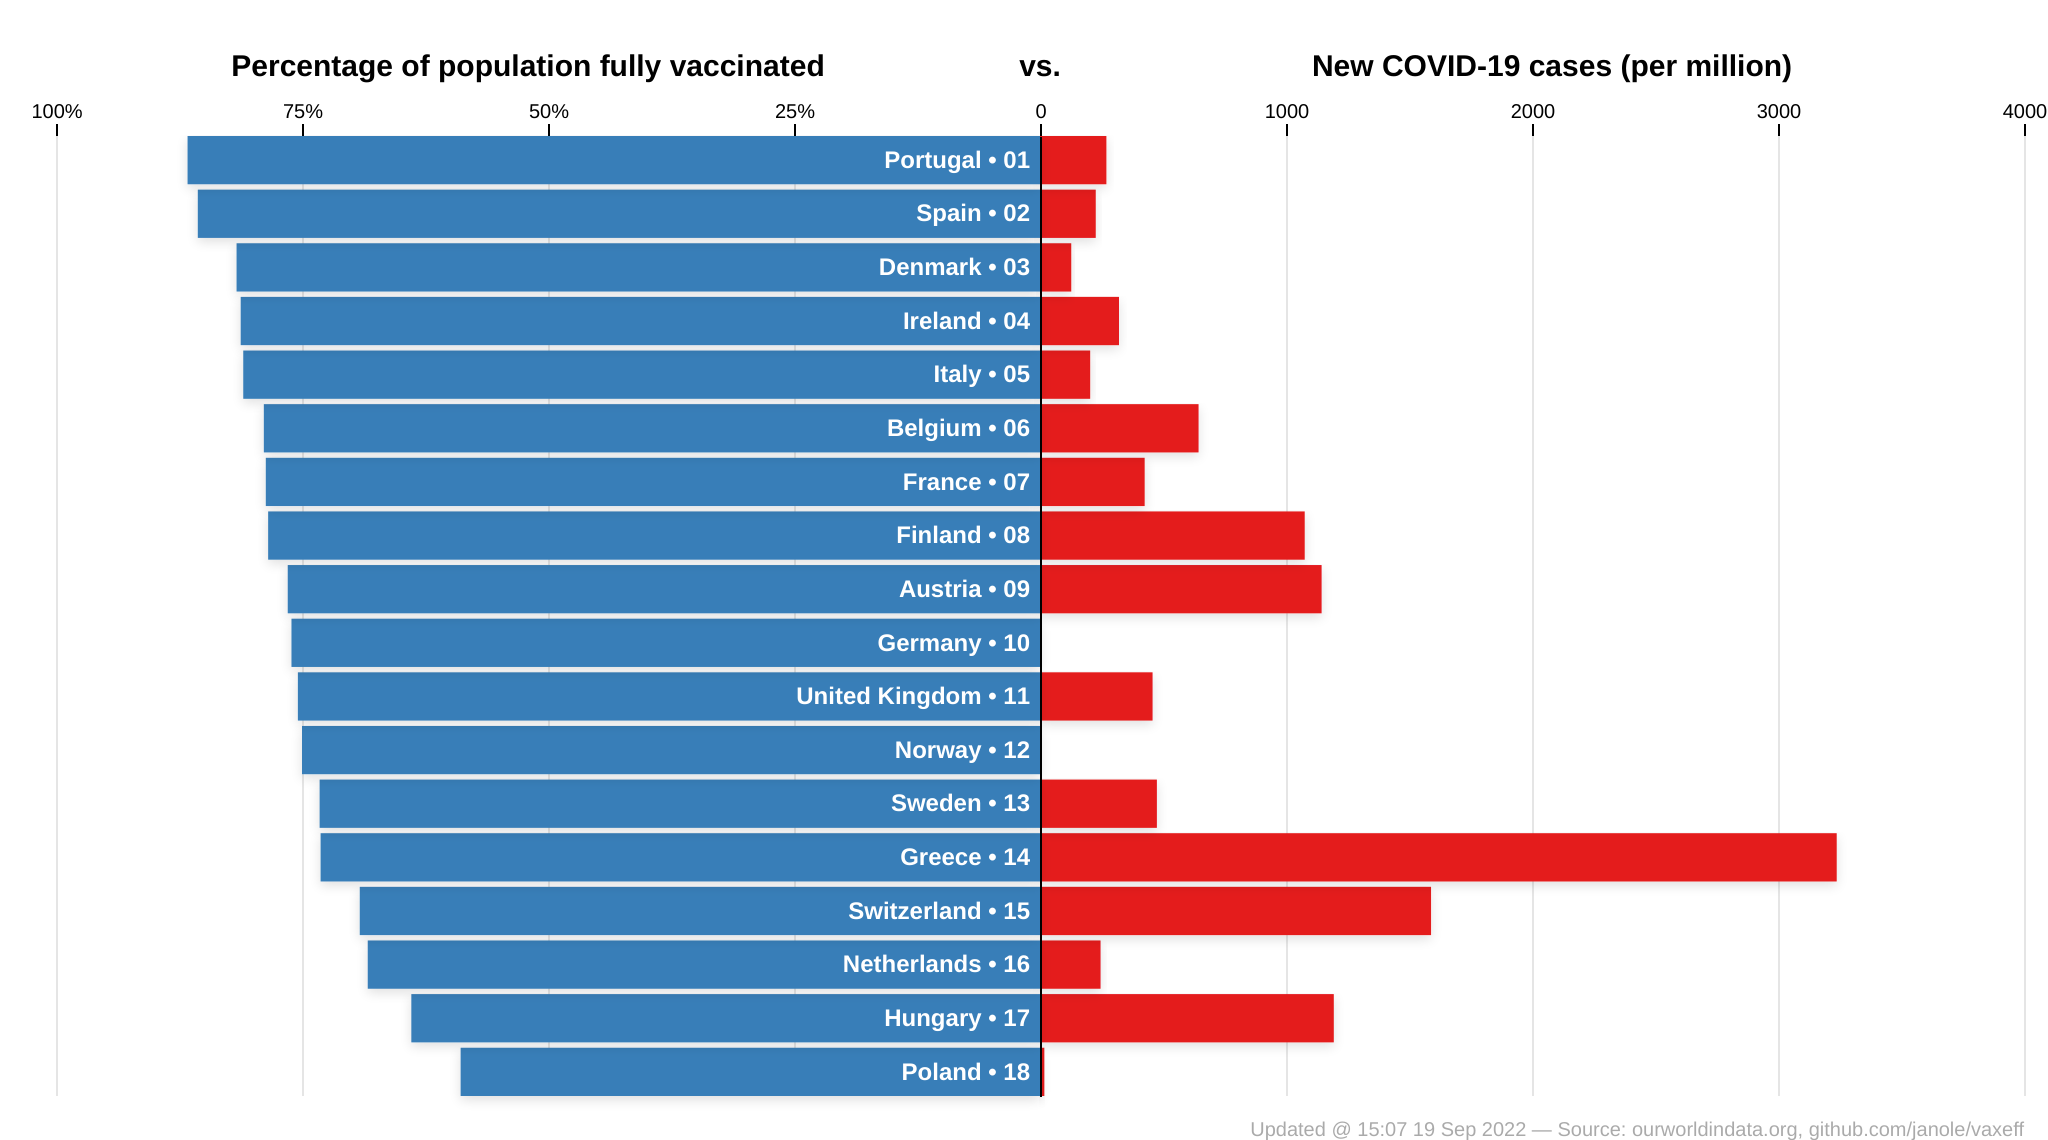 Percentage of population fully vaccinated vs. New COVID-19 cases (per million)
100% 75% 50% 25% 0 1000 2000 3000 4000
Portugal • 01
Spain • 02
Denmark • 03
Ireland • 04
Italy • 05
Belgium • 06
France • 07
Finland • 08
Austria • 09
Germany • 10
United Kingdom • 11
Norway • 12
Sweden • 13
Greece • 14
Switzerland • 15
Netherlands • 16
Hungary • 17
Poland • 18
Updated @ 15:07 19 Sep 2022 — Source: ourworldindata.org, github.com/janole/vaxeff